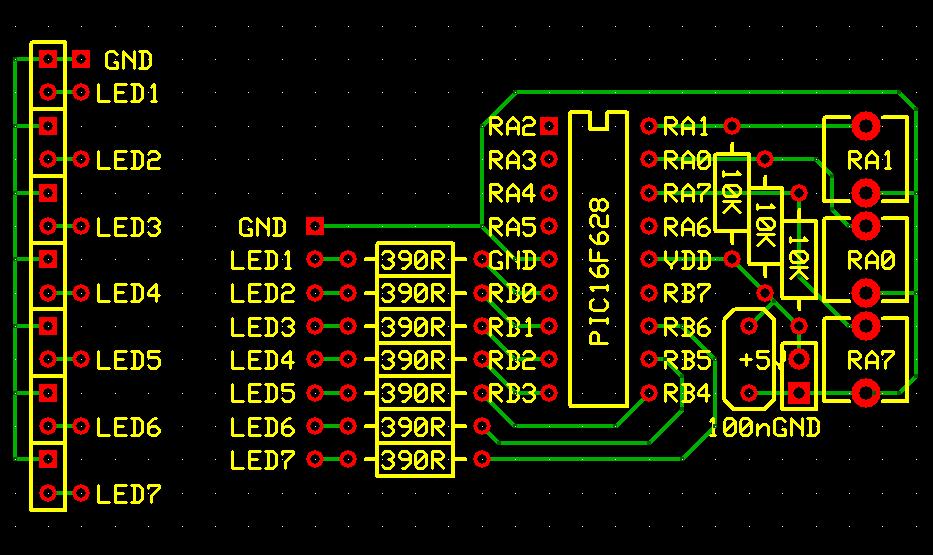 GND
LED1
LED2
LED3
LED4
LED5
LED6
LED7
GND
LED1
LED2
LED3
LED4
LED5
LED6
LED7
390R
390R
390R
390R
390R
390R
390R
RA2
RA3
RA4
RA5
GND
RB0
RB1
RB2
RB3
PIC16F628
RA1
RA0
RA7
RA6
VDD
RB7
RB6
RB5
RB4
10K
10K
10K
+5V
100nGND
RA1
RA0
RA7